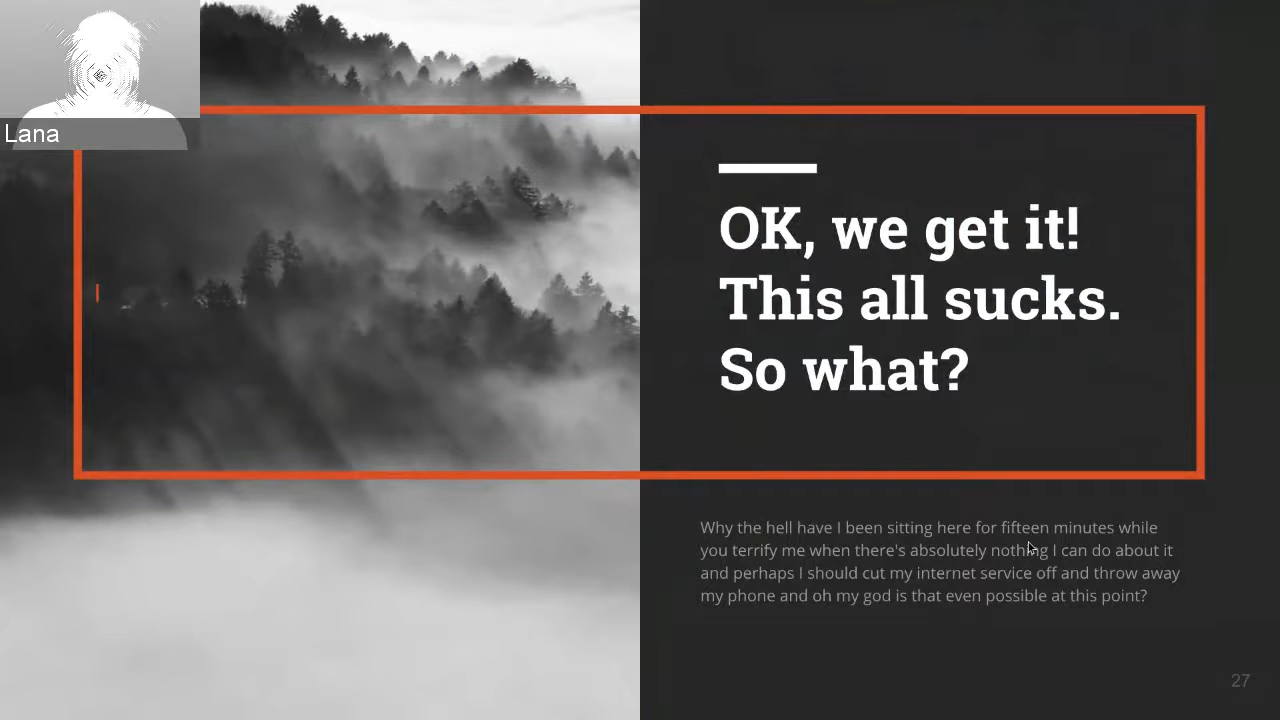 Lana
OK, we get it!
This all sucks.
So what?
Why the hell have I been sitting here for fifteen minutes while
you terrify me when there's absolutely nothing I can do about it
and perhaps I should cut my internet service off and throw away
my phone and oh my god is that even possible at this point?
27